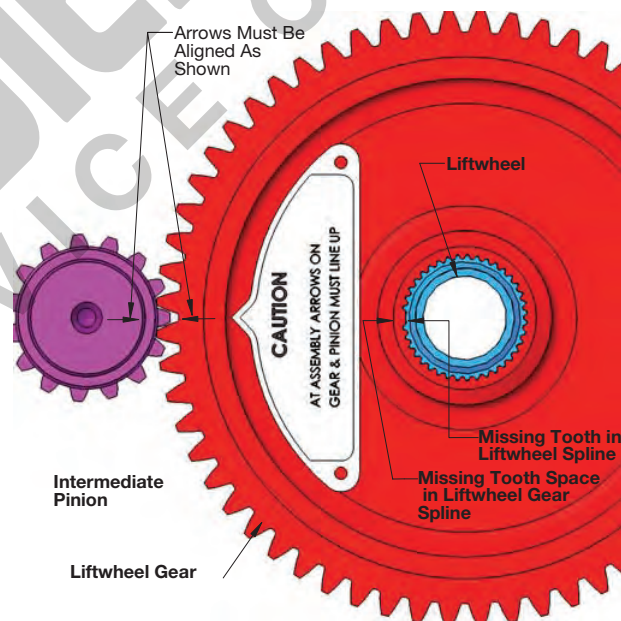 Arrows Must Be
Aligned As
Shown
Liftwheel
CAUTION
AT ASSEMBLY ARROWS ON
GEAR & PINION MUST LINE UP
Missing Tooth in
Liftwheel Spline
Missing Tooth Space
in Liftwheel Gear
Spline
Intermediate
Pinion
Liftwheel Gear